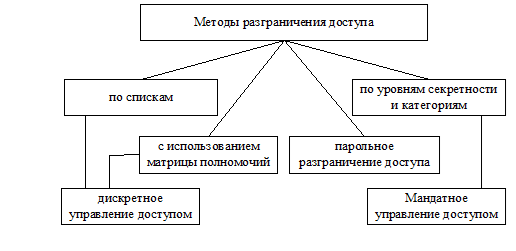 Методы разграничения доступа
по спискам
по уровням секретности
и категориям
с использованием
матрицы полномочий
парольное
разграничение доступа
дискретное
управление доступом
Мандатное
управление доступом